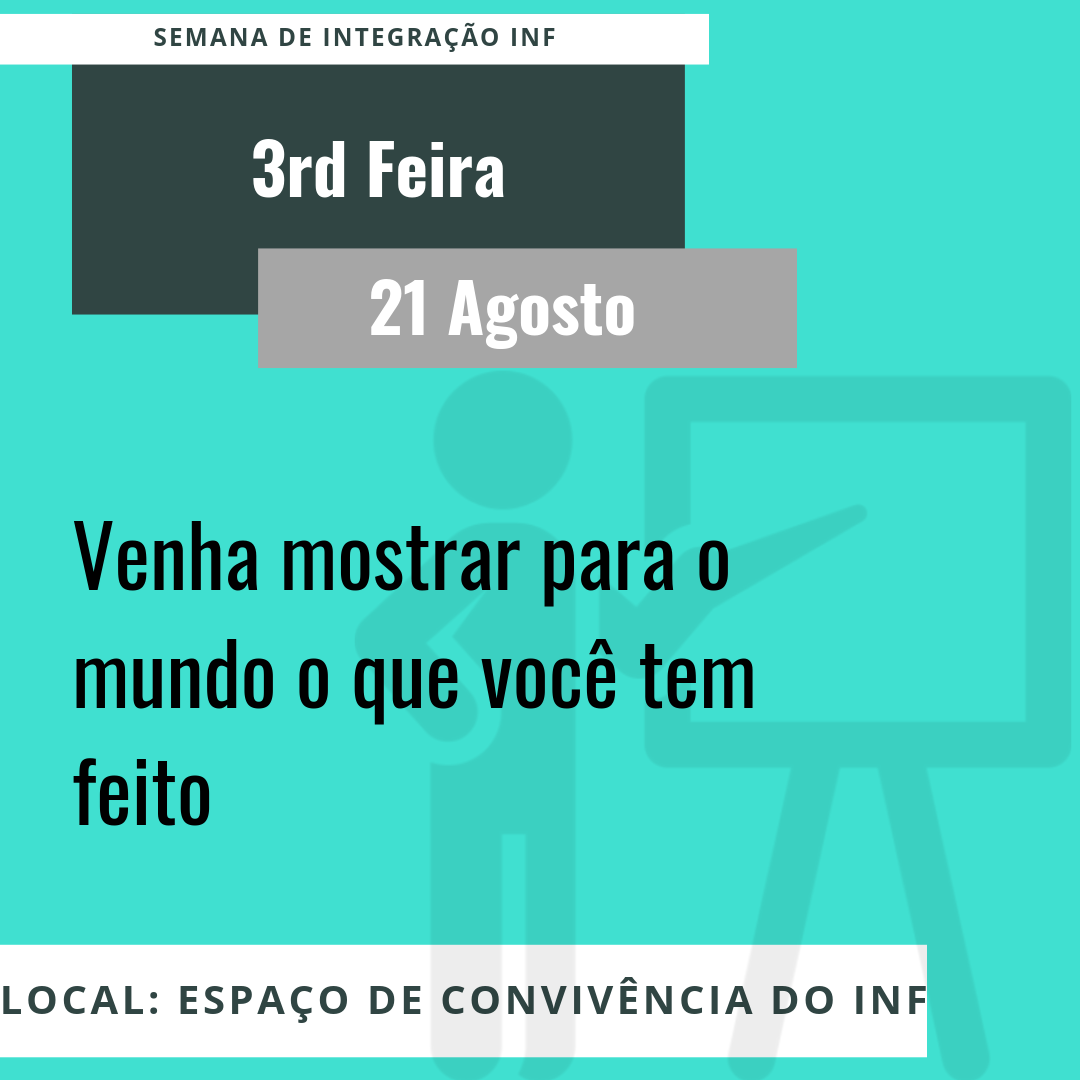 SEMANA DE INTEGRAÇÃO INF
3rd Feira
21 Agosto
Venha mostrar para o
mundo o que você tem
feito
LOCAL: ESPAÇO DE CONVIVÊNCIA DO INF